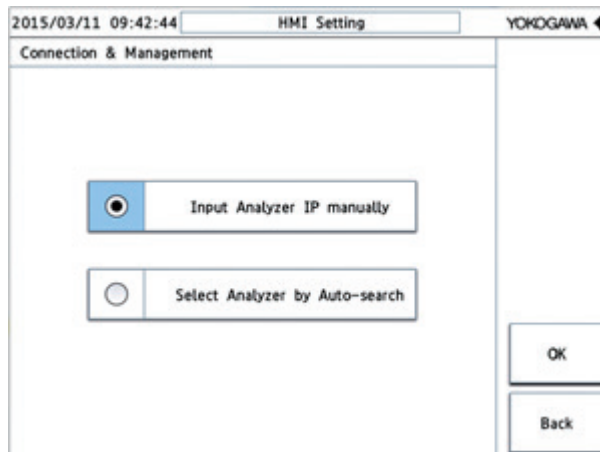 2015/03/11 09:42:44 HMI Setting YOKOGAWA
Connection & Management
Input Analyzer IP manually
Select Analyzer by Auto-search
OK
Back